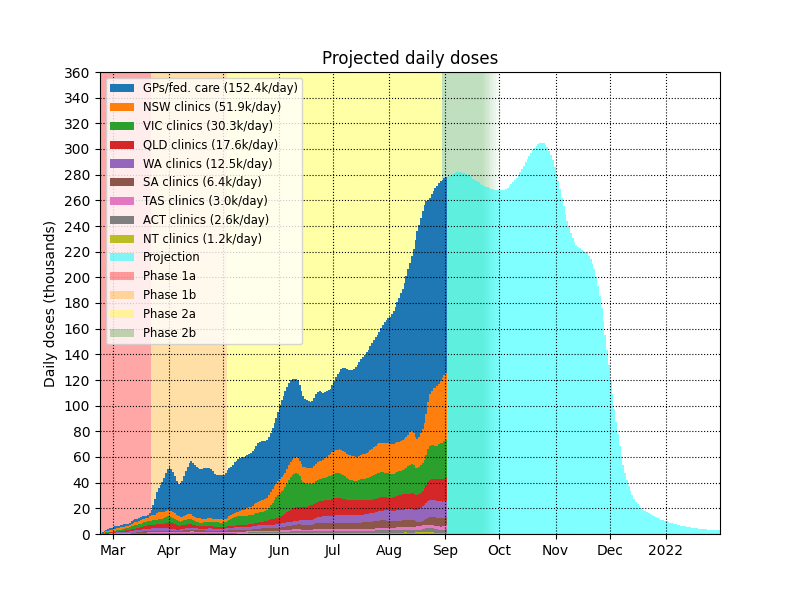 Projected daily doses
Daily doses (thousands)
360
340
320
300
280
260
240
220
200
180
160
140
120
100
80
60
40
20
0
GPs/fed. care (152.4k/day)
NSW clinics (51.9k/day)
VIC clinics (30.3k/day)
QLD clinics (17.6k/day)
WA clinics (12.5k/day)
SA clinics (6.4k/day)
TAS clinics (3.0k/day)
ACT clinics (2.6k/day)
NT clinics (1.2k/day)
Projection
Phase 1a
Phase 1b
Phase 2a
Phase 2b
Mar Apr May Jun Jul Aug Sep Oct Nov Dec 2022